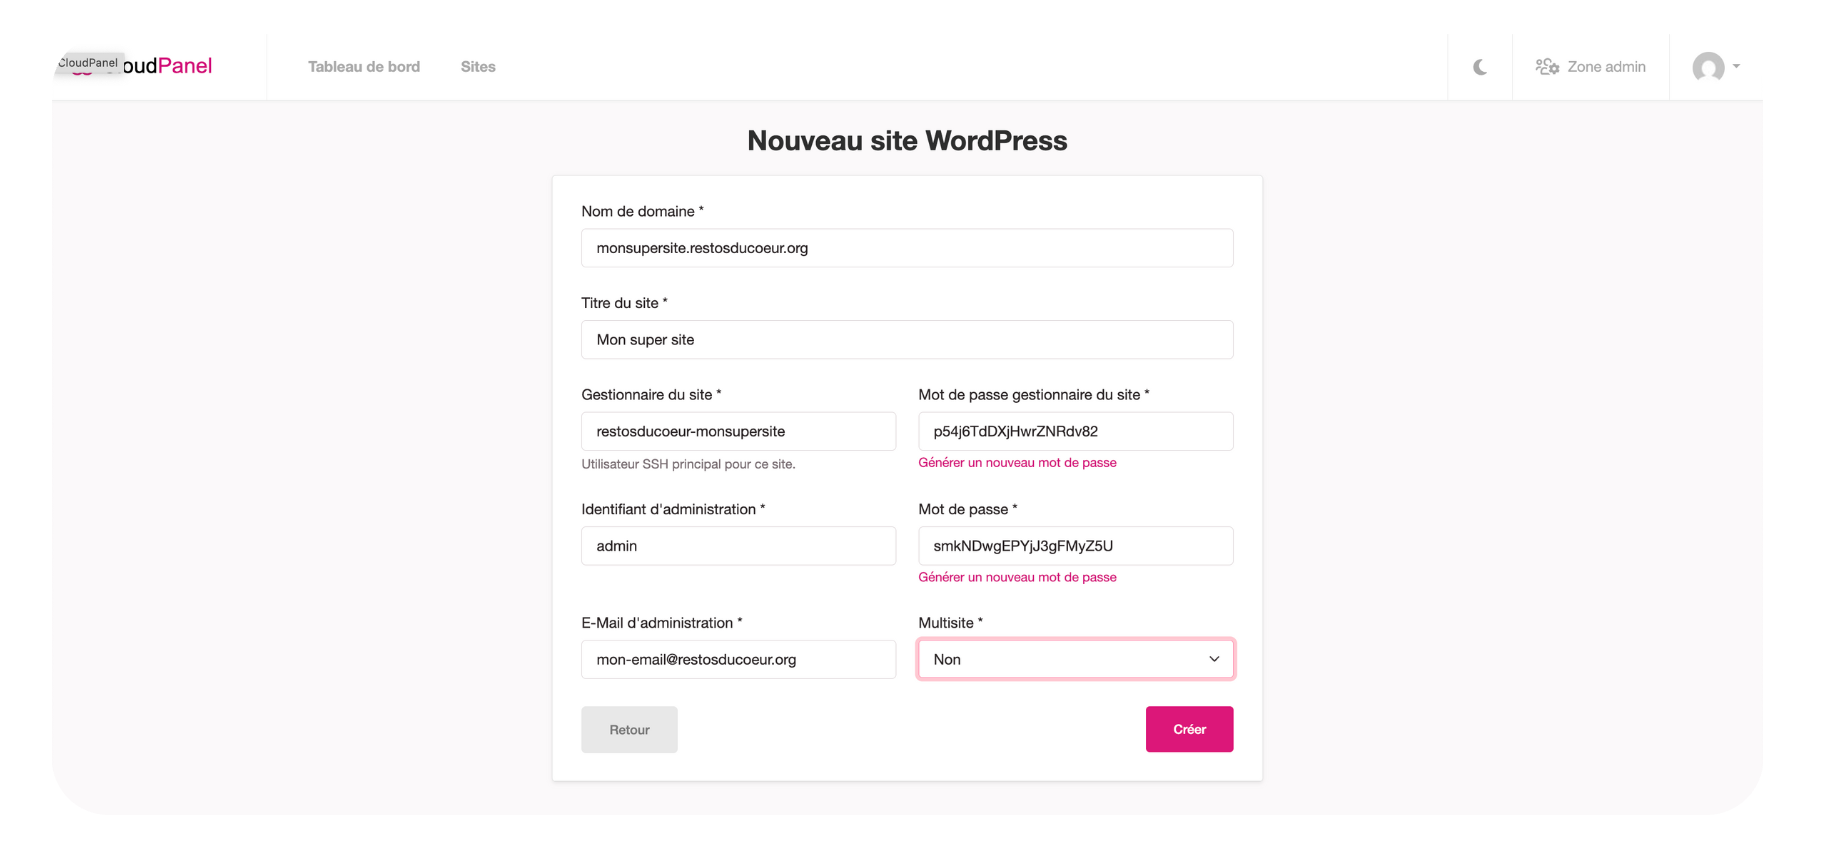 CloudPanel
oudPanel
Tableau de bord
Sites
Zone admin
Nouveau site WordPress
Nom de domaine *
monsupersite.restosducoeur.org
Titre du site *
Mon super site
Gestionnaire du site *
Mot de passe gestionnaire du site *
restosducoeur-monsupersite
p54j6TdDXjHwrZNRdv82
Utilisateur SSH principal pour ce site.
Générer un nouveau mot de passe
Identifiant d'administration *
Mot de passe *
admin
smkNDwgEPYjJ3gFMyZ5U
Générer un nouveau mot de passe
E-Mail d'administration *
Multisite *
mon-email@restosducoeur.org
Non
Retour
Créer